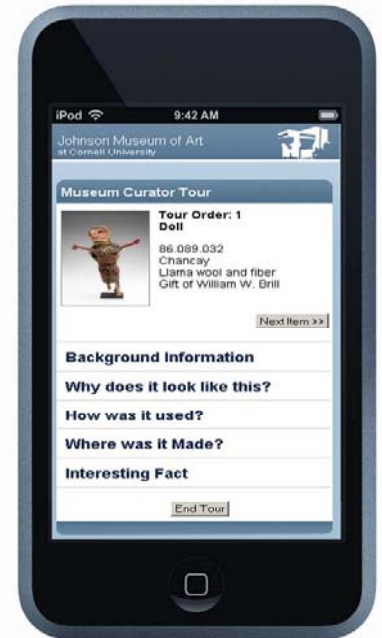 iPod 9:42 AM
Johnson Museum of Art
at Cornell University
Museum Curator Tour
Tour Order: 1
Doll
86.089.032
Chancay
Llama wool and fiber
Gift of William W. Brill
Next Item >>
Background Information
Why does it look like this?
How was it used?
Where was it Made?
Interesting Fact
End Tour